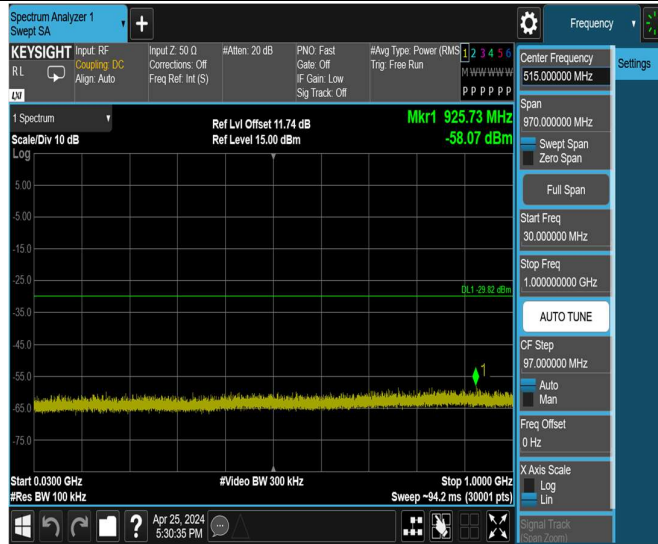 Spectrum Analyzer 1
Swept SA
Frequency
KEYSIGHT
RL
LXI
Input: RF
Coupling: DC
Align: Auto
Input Z: 50 Ω
Corrections: Off
Freq Ref: Int (S)
#Atten: 20 dB
PNO: Fast
Gate: Off
IF Gain: Low
Sig Track: Off
#Avg Type: Power (RMS
Trig: Free Run
1 2 3 4 5 6
M W W W W W
P P P P P P
1 Spectrum
Scale/Div 10 dB
Log
Ref Lvl Offset 11.74 dB
Ref Level 15.00 dBm
Mkr1 925.73 MHz
-58.07 dBm
5.00
-5.00
-15.0
-25.0
DL1 -29.82 dBm
-35.0
-45.0
-55.0
1
-65.0
-75.0
Start 0.0300 GHz
#Res BW 100 kHz
#Video BW 300 kHz
Stop 1.0000 GHz
Sweep ~94.2 ms (30001 pts)
?
Apr 25, 2024
5:30:35 PM
Center Frequency
515.000000 MHz
Settings
Span
970.000000 MHz
Swept Span
Zero Span
Full Span
Start Freq
30.000000 MHz
Stop Freq
1.000000000 GHz
AUTO TUNE
CF Step
97.000000 MHz
Auto
Man
Freq Offset
0 Hz
X Axis Scale
Log
Lin
Signal Track
(Span Zoom)